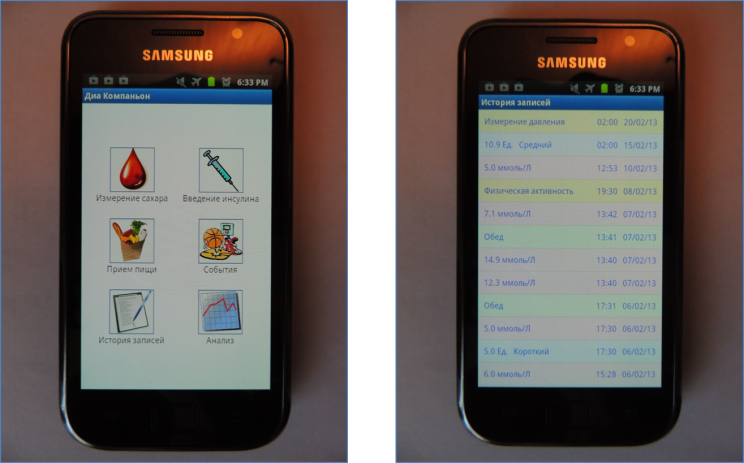 SAMSUNG
6:33 PM
Диа Компаньон
Измерение сахара Введение инсулина
Прием пищи События
История записей Анализ
SAMSUNG
6:33 PM
История записей
Измерение давления 02:00 20/02/13
10.9 Ед. Средний 02:00 15/02/13
5.0 ммоль/Л 12:53 10/02/13
Физическая активность 19:30 08/02/13
7.1 ммоль/Л 13:42 07/02/13
Обед 13:41 07/02/13
14.9 ммоль/Л 13:40 07/02/13
12.3 ммоль/Л 13:40 07/02/13
Обед 17:31 06/02/13
5.0 ммоль/Л 17:30 06/02/13
5.0 Ед. Короткий 17:30 06/02/13
6.0 ммоль/Л 15:28 06/02/13